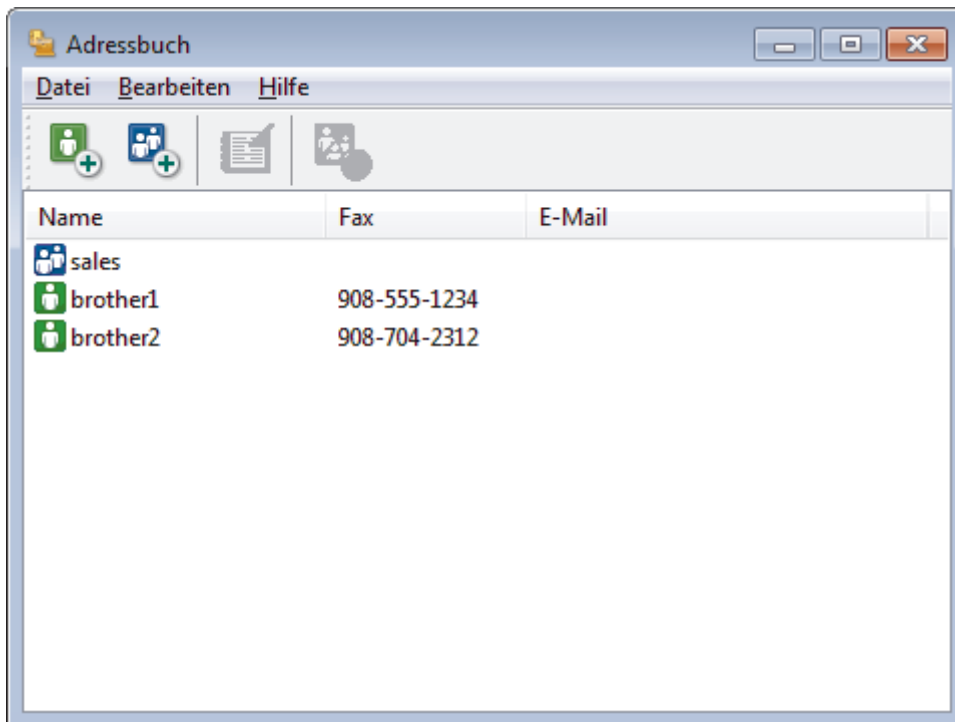 Adressbuch
Datei Bearbeiten Hilfe
Name Fax E-Mail
sales
brother1 908-555-1234
brother2 908-704-2312